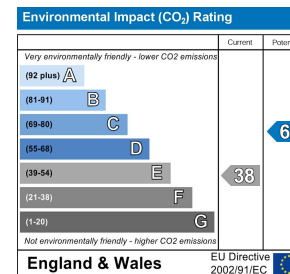 Environmental Impact (CO₂) Rating
Current
Very environmentally friendly - lower CO2 emissions
(92 plus) A
(81-91) B
(69-80) C
(55-68) D
(39-54) E
38
(21-38) F
(1-20) G
Not environmentally friendly - higher CO2 emissions
England & Wales
EU Directive
2002/91/EC